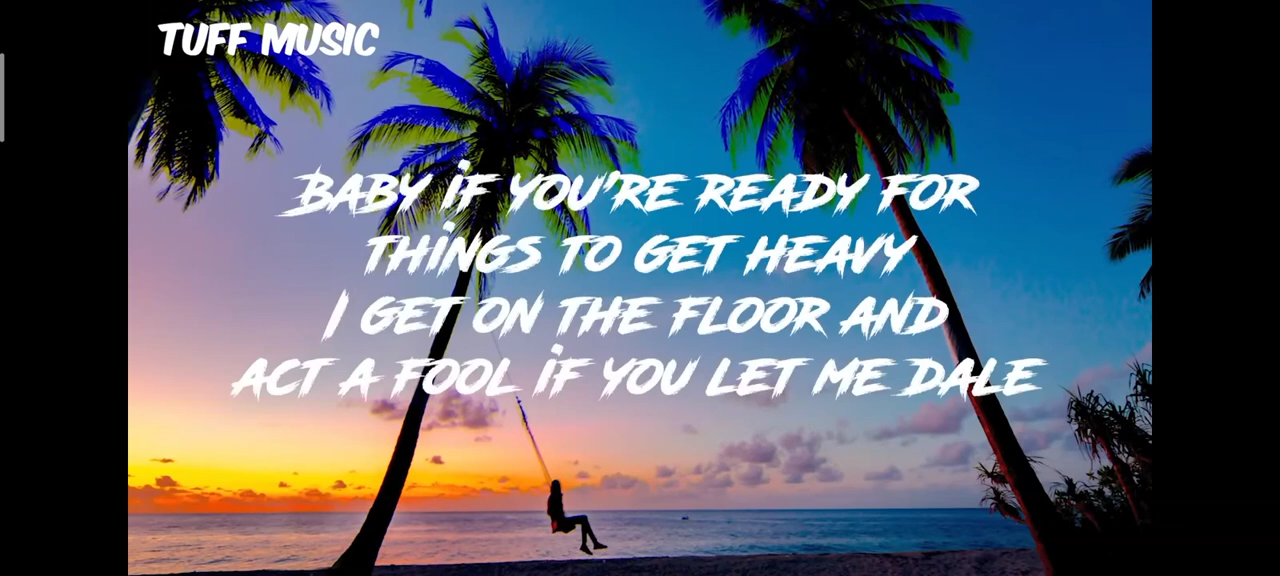 TUFF MUSIC
BABY IF YOU'RE READY FOR
THINGS TO GET HEAVY
I GET ON THE FLOOR AND
ACT A FOOL IF YOU LET ME DALE